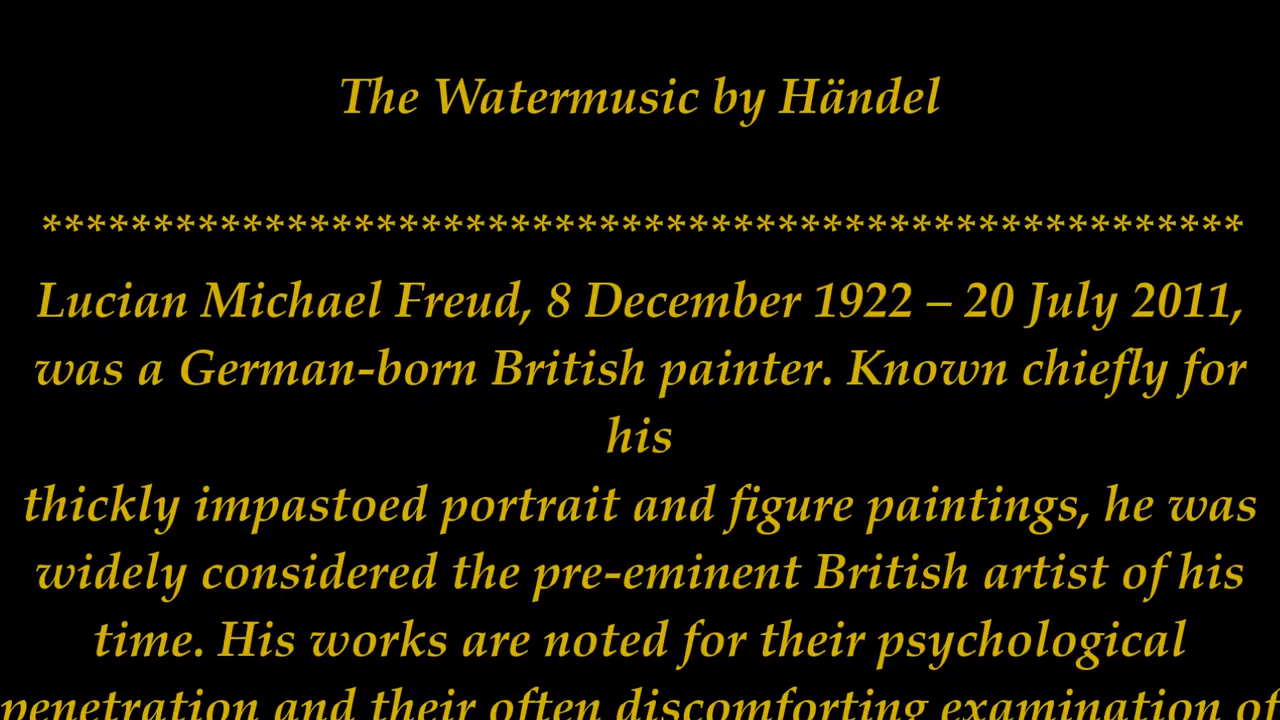 The Watermusic by Händel
******************************************************
Lucian Michael Freud, 8 December 1922 – 20 July 2011,
was a German-born British painter. Known chiefly for
his
thickly impastoed portrait and figure paintings, he was
widely considered the pre-eminent British artist of his
time. His works are noted for their psychological
penetration and their often discomforting examination of